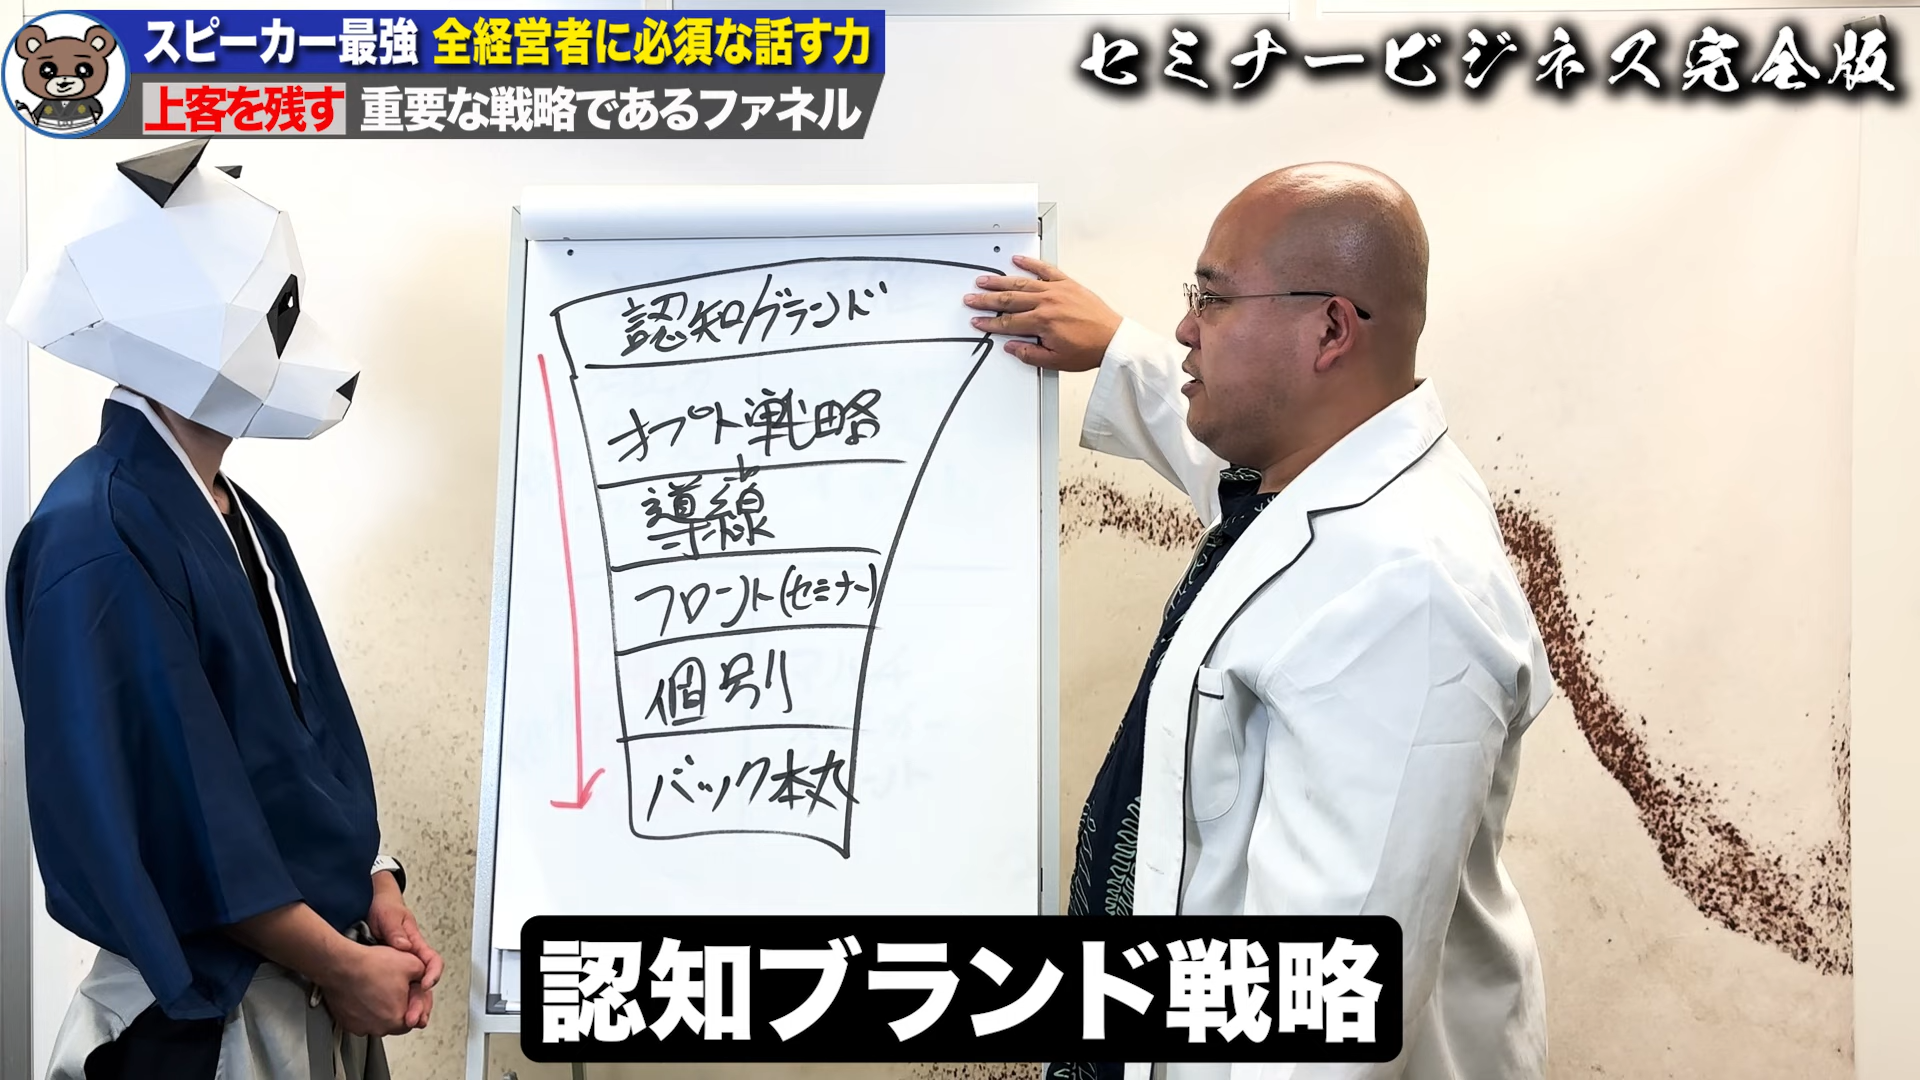 スピーカー最強 全経営者に必須な話す力
上客を残す 重要な戦略であるファネル
セミナービジネス完全版
認知/ブランド
オプト戦略
導線
フロント(セミナー)
個別
バック本丸
認知ブランド戦略